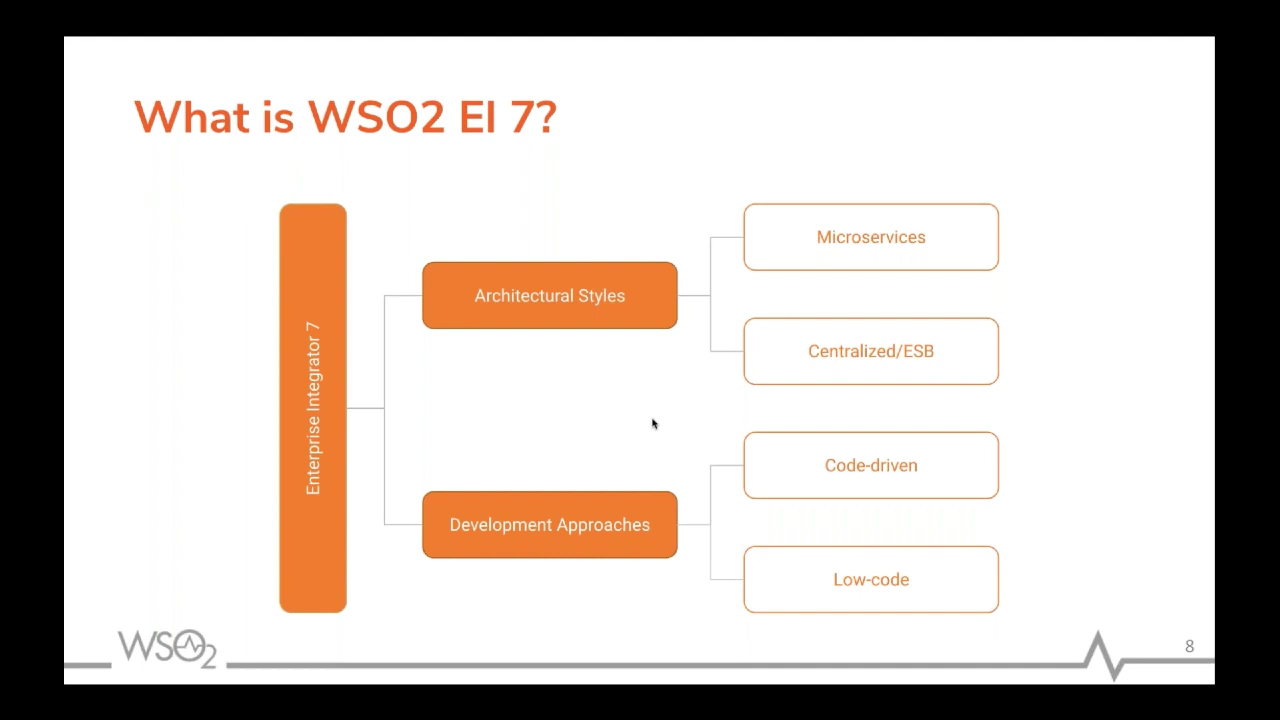 What is WSO2 EI 7?
Enterprise Integrator 7
Architectural Styles
Microservices
Centralized/ESB
Development Approaches
Code-driven
Low-code
WSO2
8